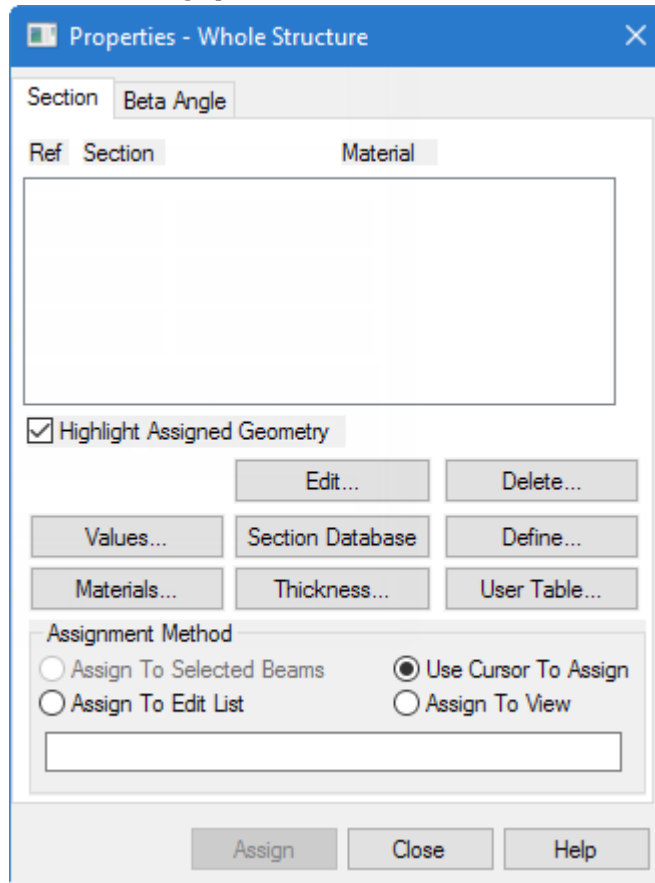 Properties - Whole Structure
Section Beta Angle
Ref Section Material
Highlight Assigned Geometry
Edit... Delete...
Values... Section Database Define...
Materials... Thickness... User Table...
Assignment Method
Assign To Selected Beams Use Cursor To Assign
Assign To Edit List Assign To View
Assign Close Help